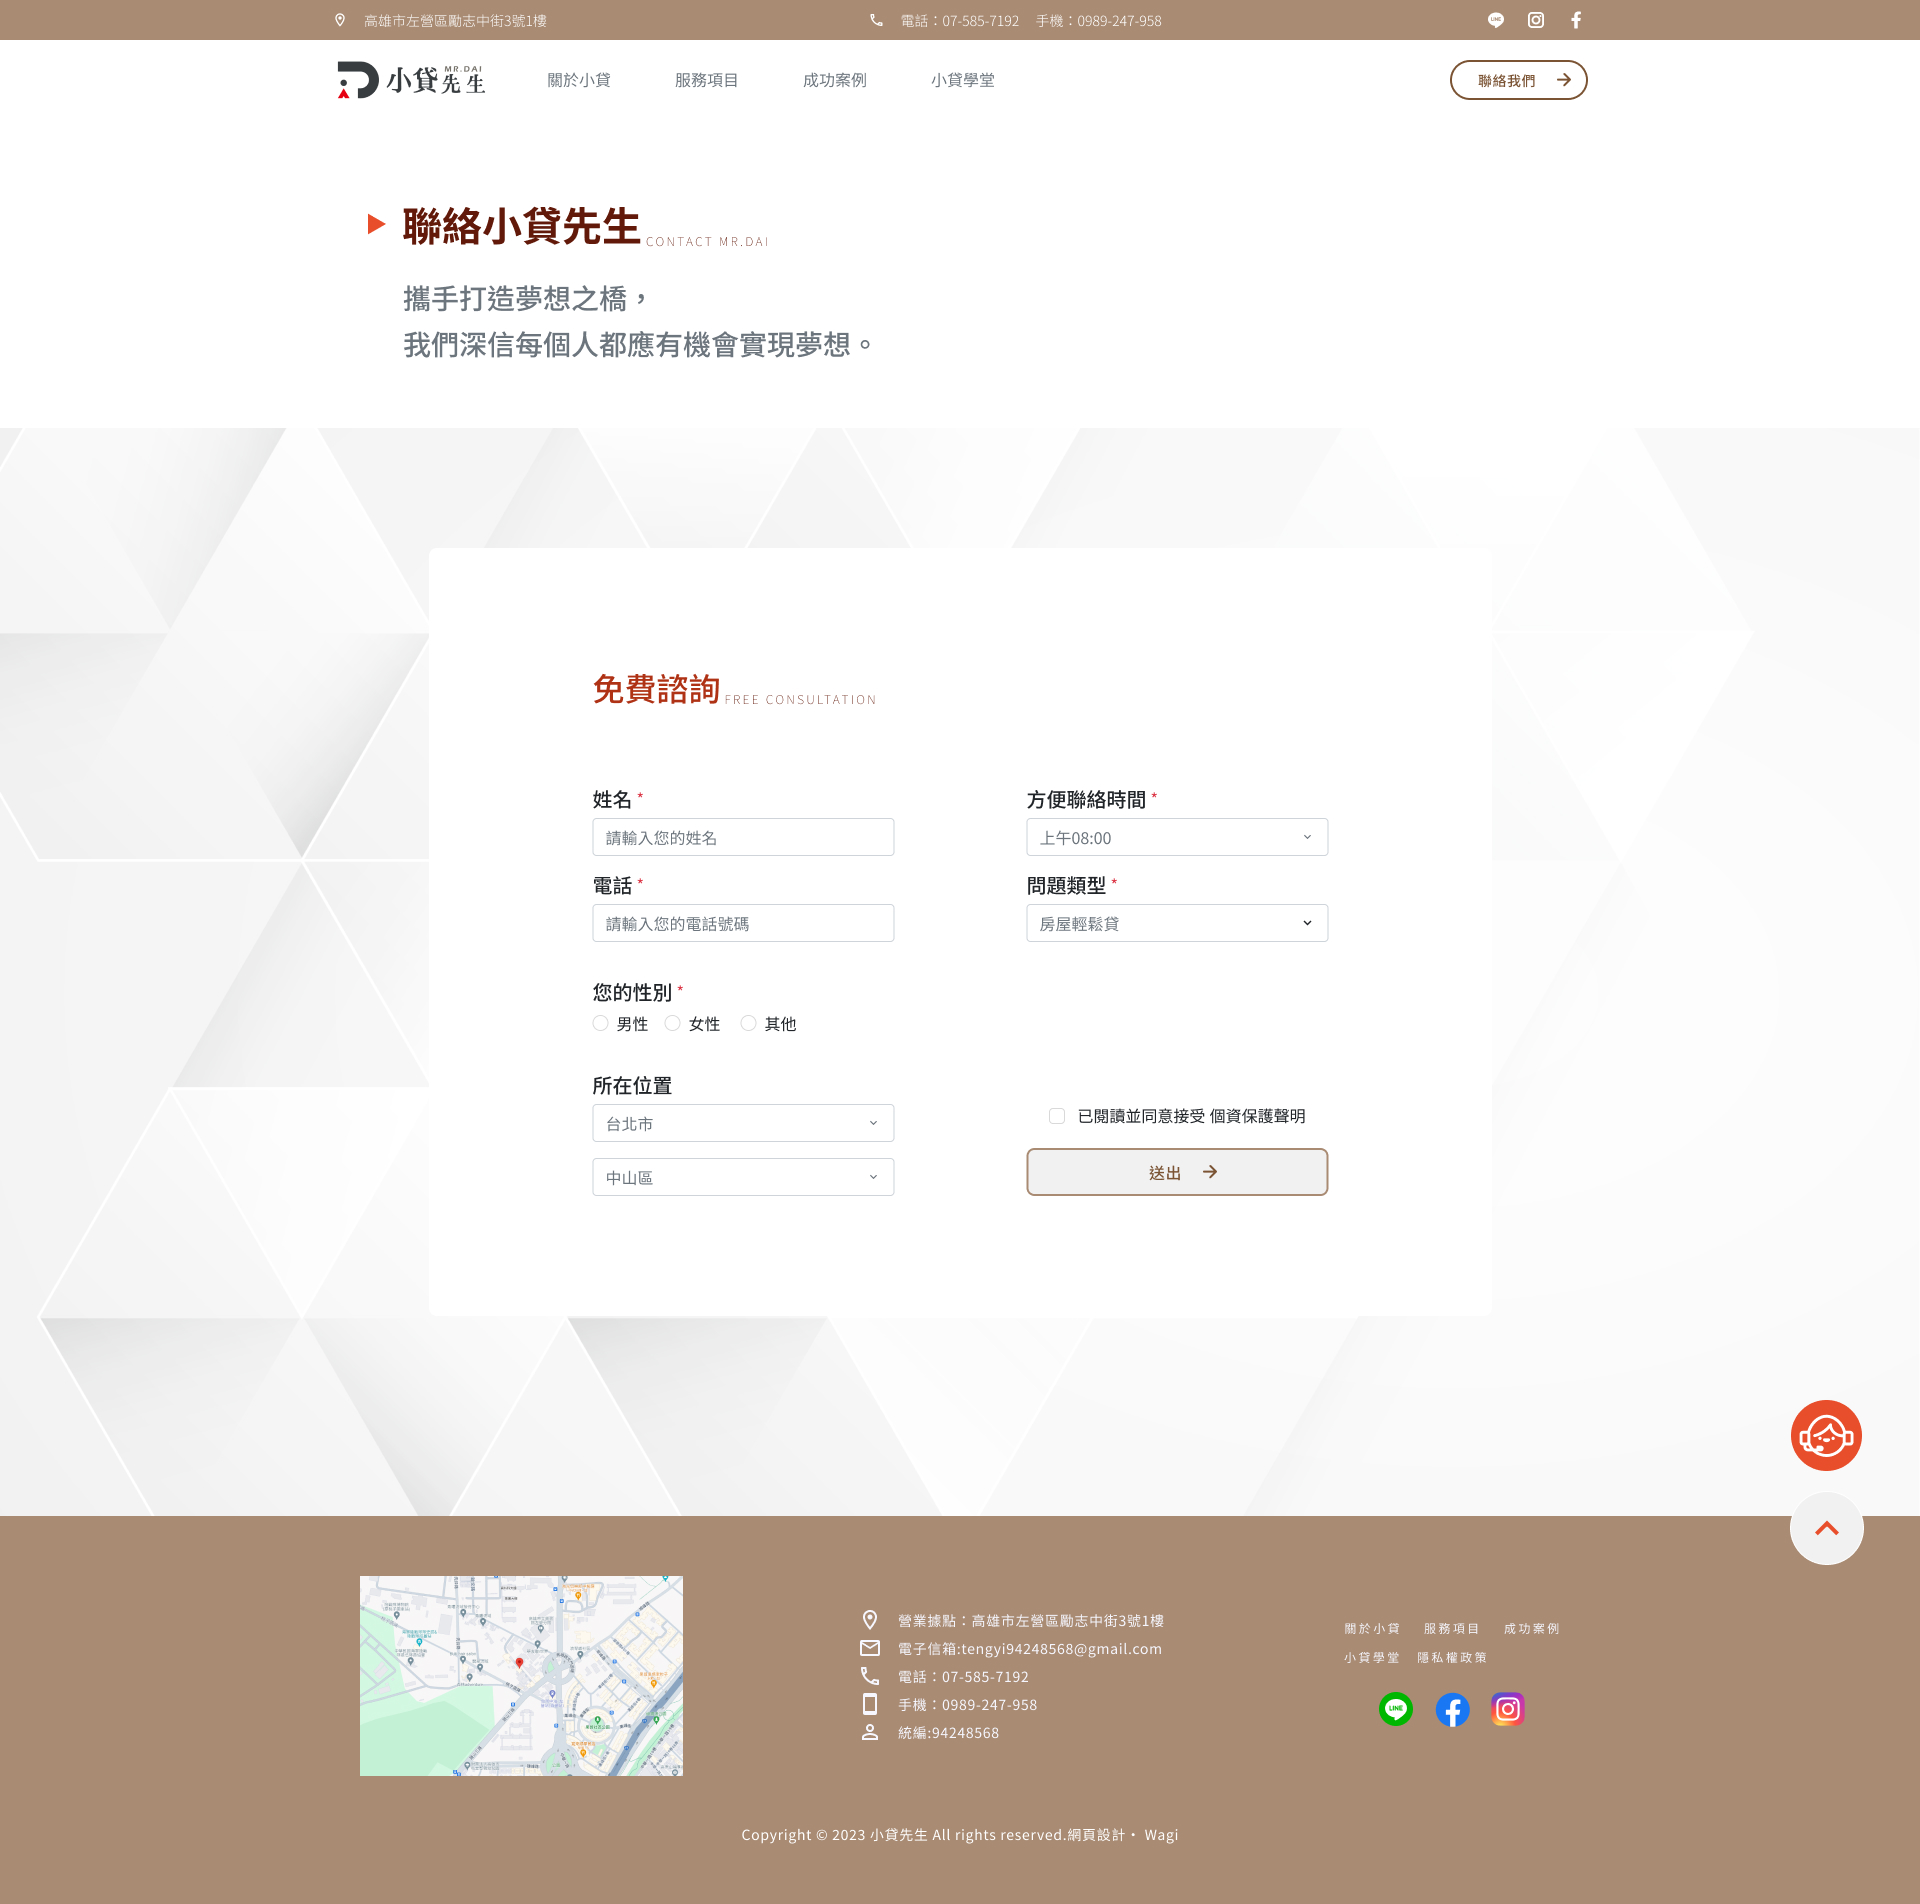 高雄市左營區勵志中街3號1樓
電話：07-585-7192 手機：0989-247-958
小貸先生 MR.DAI
關於小貸 服務項目 成功案例 小貸學堂
聯絡我們
聯絡小貸先生 CONTACT MR.DAI
攜手打造夢想之橋，
我們深信每個人都應有機會實現夢想。
免費諮詢 FREE CONSULTATION
姓名 *
請輸入您的姓名
方便聯絡時間 *
上午08:00
電話 *
請輸入您的電話號碼
問題類型 *
房屋輕鬆貸
您的性別 *
男性 女性 其他
所在位置
台北市
中山區
已閱讀並同意接受 個資保護聲明
送出
營業據點：高雄市左營區勵志中街3號1樓
電子信箱:tengyi94248568@gmail.com
電話：07-585-7192
手機：0989-247-958
統編:94248568
關於小貸 服務項目 成功案例
小貸學堂 隱私權政策
LINE
Copyright © 2023 小貸先生 All rights reserved.網頁設計・ Wagi